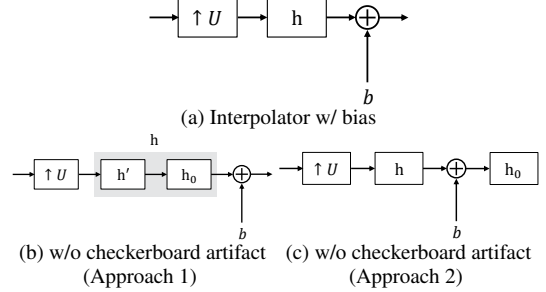 ↑ U h
b
(a) Interpolator w/ bias
h
↑ U h′ h₀
b
↑ U h h₀
b
(b) w/o checkerboard artifact
(Approach 1)
(c) w/o checkerboard artifact
(Approach 2)